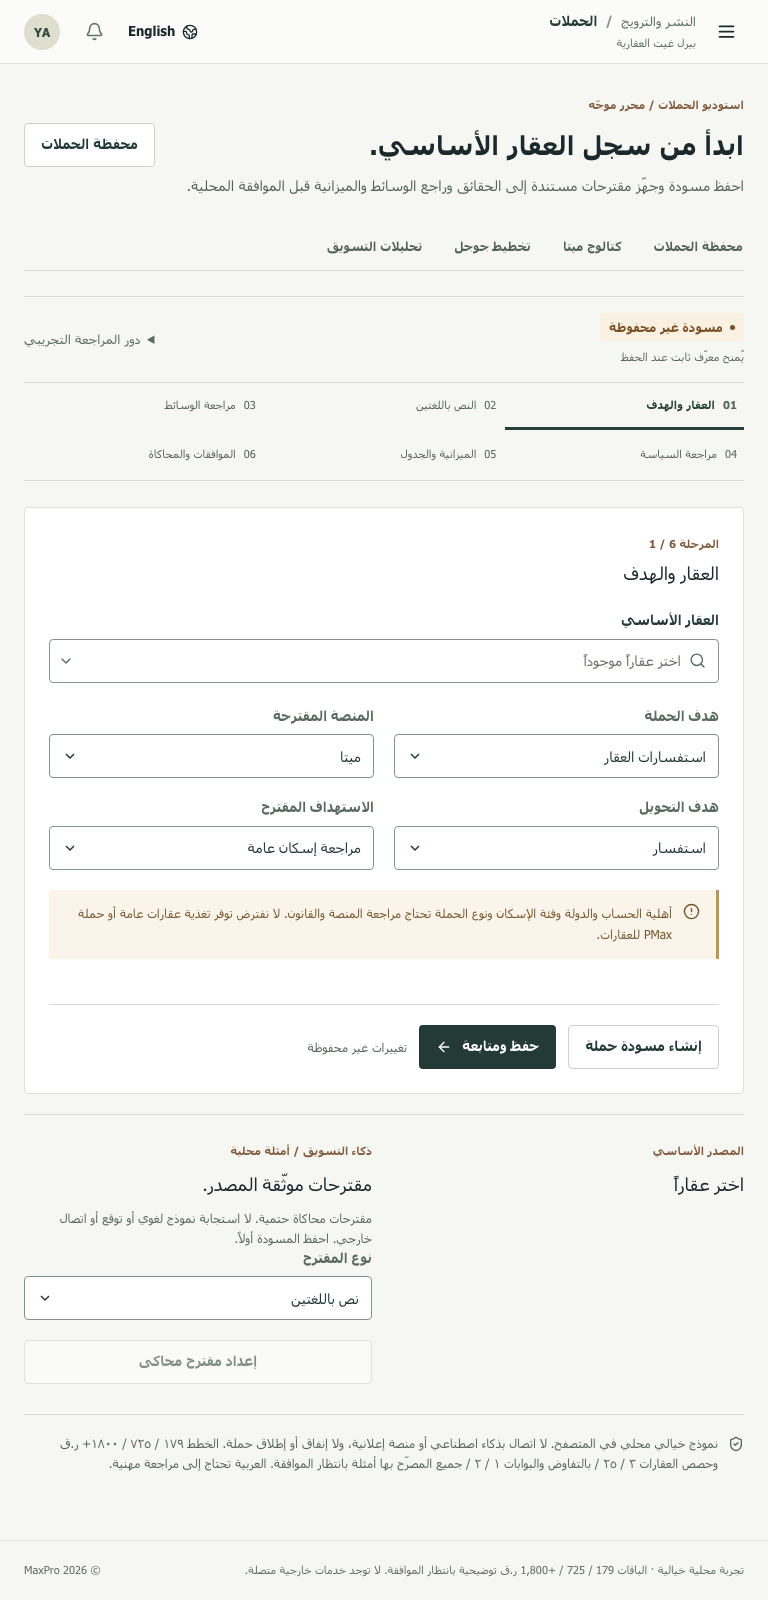 النشر والترويج / الحملات
بيرل غيت العقارية
English
YA
استوديو الحملات / محرر موجّه
ابدأ من سجل العقار الأساسي.
محفظة الحملات
احفظ مسودة وجهّز مقترحات مستندة إلى الحقائق وراجع الوسائط والميزانية قبل الموافقة المحلية.
محفظة الحملات
كتالوج ميتا
تخطيط جوجل
تحليلات التسويق
مسودة غير محفوظة
يُمنح معرّف ثابت عند الحفظ
دور المراجعة التجريبي
01 العقار والهدف
02 النص باللغتين
03 مراجعة الوسائط
04 مراجعة السياسة
05 الميزانية والجدول
06 الموافقات والمحاكاة
المرحلة 6 / 1
العقار والهدف
العقار الأساسي
اختر عقاراً موجوداً
هدف الحملة
المنصة المقترحة
استفسارات العقار
ميتا
هدف التحويل
الاستهداف المقترح
استفسار
مراجعة إسكان عامة
أهلية الحساب والدولة وفئة الإسكان ونوع الحملة تحتاج مراجعة المنصة والقانون. لا نفترض توفر تغذية عقارات عامة أو حملة
PMax للعقارات.
إنشاء مسودة حملة
حفظ ومتابعة
تغييرات غير محفوظة
المصدر الأساسي
اختر عقاراً
ذكاء التسويق / أمثلة محلية
مقترحات موثّقة المصدر.
مقترحات محاكاة حتمية. لا استجابة نموذج لغوي أو توقع أو اتصال
خارجي. احفظ المسودة أولاً.
نوع المقترح
نص باللغتين
إعداد مقترح محاكى
نموذج خيالي محلي في المتصفح. لا اتصال بذكاء اصطناعي أو منصة إعلانية، ولا إنفاق أو إطلاق حملة. الخطط ١٧٩ / ٧٢٥ / ١٨٠٠+ ر.ق
وحصص العقارات ٣ / ٢٥ / بالتفاوض والبوابات ١ / ٢ / جميع المصرّح بها أمثلة بانتظار الموافقة. العربية تحتاج إلى مراجعة مهنية.
تجربة محلية خيالية · الباقات 179 / 725 / +1,800 ر.ق توضيحية بانتظار الموافقة. لا توجد خدمات خارجية متصلة.
© 2026 MaxPro